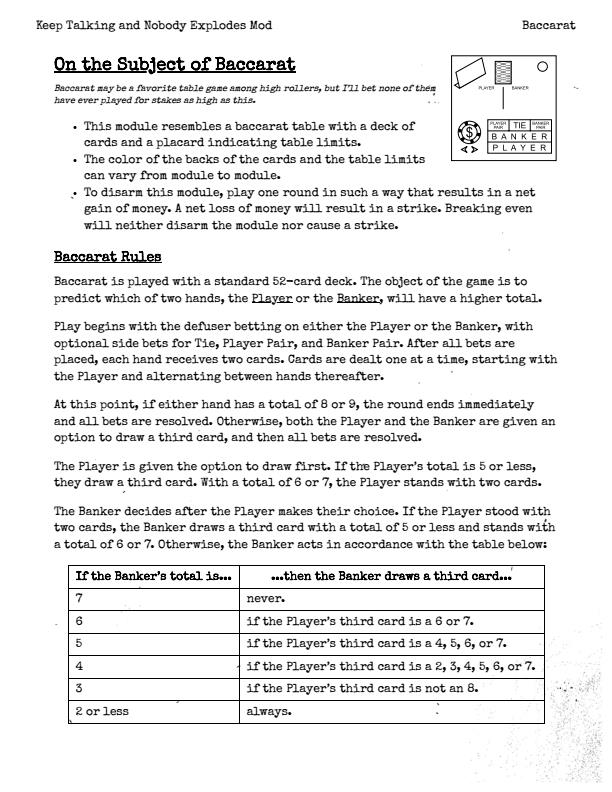 Keep Talking and Nobody Explodes Mod Baccarat
On the Subject of Baccarat
Baccarat may be a favorite table game among high rollers, but I'll bet none of them
have ever played for stakes as high as this.
PLAYER BANKER
PLAYER PAIR TIE BANKER PAIR
$ BANKER
PLAYER
• This module resembles a baccarat table with a deck of
cards and a placard indicating table limits.
• The color of the backs of the cards and the table limits
can vary from module to module.
• To disarm this module, play one round in such a way that results in a net
gain of money. A net loss of money will result in a strike. Breaking even
will neither disarm the module nor cause a strike.
Baccarat Rules
Baccarat is played with a standard 52-card deck. The object of the game is to
predict which of two hands, the Player or the Banker, will have a higher total.
Play begins with the defuser betting on either the Player or the Banker, with
optional side bets for Tie, Player Pair, and Banker Pair. After all bets are
placed, each hand receives two cards. Cards are dealt one at a time, starting with
the Player and alternating between hands thereafter.
At this point, if either hand has a total of 8 or 9, the round ends immediately
and all bets are resolved. Otherwise, both the Player and the Banker are given an
option to draw a third card, and then all bets are resolved.
The Player is given the option to draw first. If the Player's total is 5 or less,
they draw a third card. With a total of 6 or 7, the Player stands with two cards.
The Banker decides after the Player makes their choice. If the Player stood with
two cards, the Banker draws a third card with a total of 5 or less and stands with
a total of 6 or 7. Otherwise, the Banker acts in accordance with the table below:
If the Banker's total is... ...then the Banker draws a third card...
7 never.
6 if the Player's third card is a 6 or 7.
5 if the Player's third card is a 4, 5, 6, or 7.
4 if the Player's third card is a 2, 3, 4, 5, 6, or 7.
3 if the Player's third card is not an 8.
2 or less always.